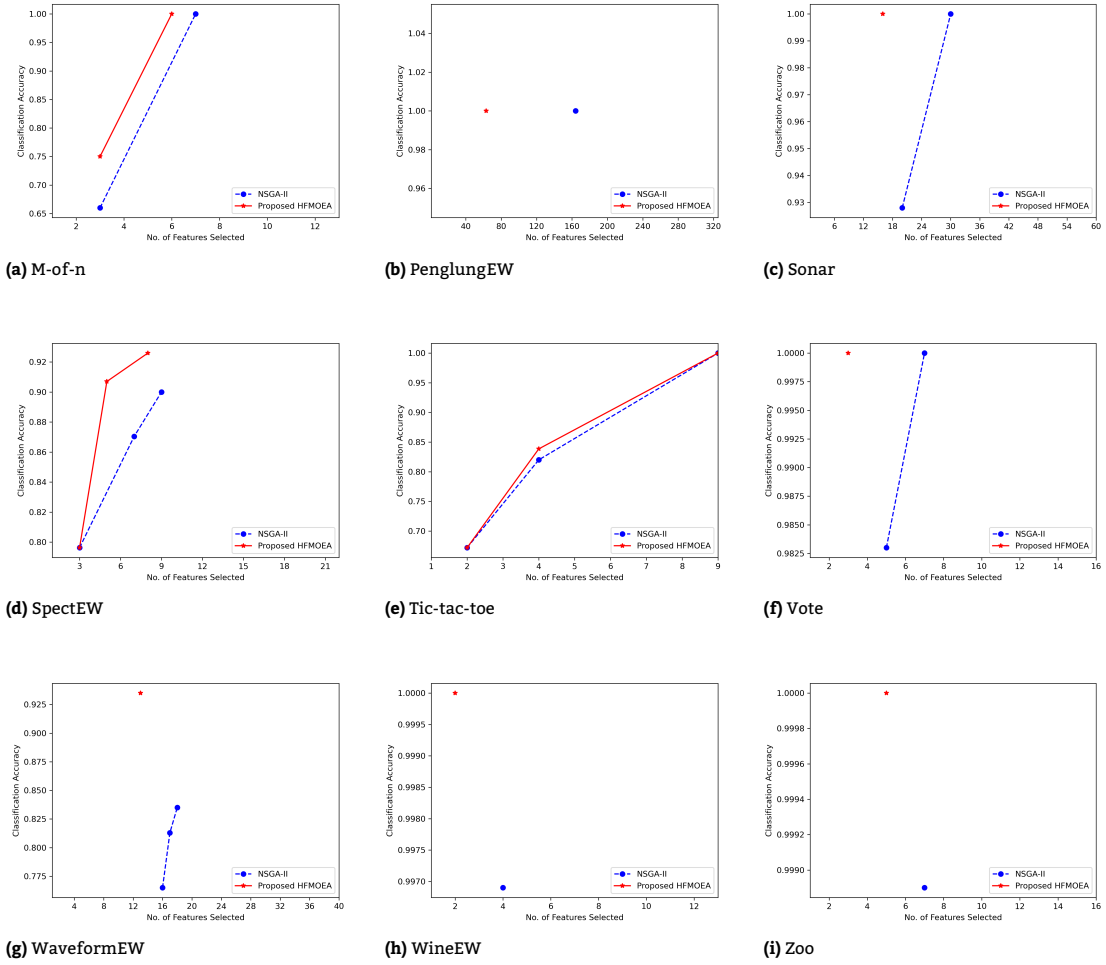 1.00
0.95
0.90
0.85
0.80
0.75
0.70
0.65
Classification Accuracy
2 4 6 8 10 12
No. of Features Selected
NSGA-II
Proposed HFMOEA
(a) M-of-n
1.04
1.02
1.00
0.98
0.96
Classification Accuracy
40 80 120 160 200 240 280 320
No. of Features Selected
NSGA-II
Proposed HFMOEA
(b) PenglungEW
1.00
0.99
0.98
0.97
0.96
0.95
0.94
0.93
Classification Accuracy
6 12 18 24 30 36 42 48 54 60
No. of Features Selected
NSGA-II
Proposed HFMOEA
(c) Sonar
0.92
0.90
0.88
0.86
0.84
0.82
0.80
Classification Accuracy
3 6 9 12 15 18 21
No. of Features Selected
NSGA-II
Proposed HFMOEA
(d) SpectEW
1.00
0.95
0.90
0.85
0.80
0.75
0.70
Classification Accuracy
1 2 3 4 5 6 7 8 9
No. of Features Selected
NSGA-II
Proposed HFMOEA
(e) Tic-tac-toe
1.0000
0.9975
0.9950
0.9925
0.9900
0.9875
0.9850
0.9825
Classification Accuracy
2 4 6 8 10 12 14 16
No. of Features Selected
NSGA-II
Proposed HFMOEA
(f) Vote
0.925
0.900
0.875
0.850
0.825
0.800
0.775
Classification Accuracy
4 8 12 16 20 24 28 32 36 40
No. of Features Selected
NSGA-II
Proposed HFMOEA
(g) WaveformEW
1.0000
0.9995
0.9990
0.9985
0.9980
0.9975
0.9970
Classification Accuracy
2 4 6 8 10 12
No. of Features Selected
NSGA-II
Proposed HFMOEA
(h) WineEW
1.0000
0.9998
0.9996
0.9994
0.9992
0.9990
Classification Accuracy
2 4 6 8 10 12 14 16
No. of Features Selected
NSGA-II
Proposed HFMOEA
(i) Zoo